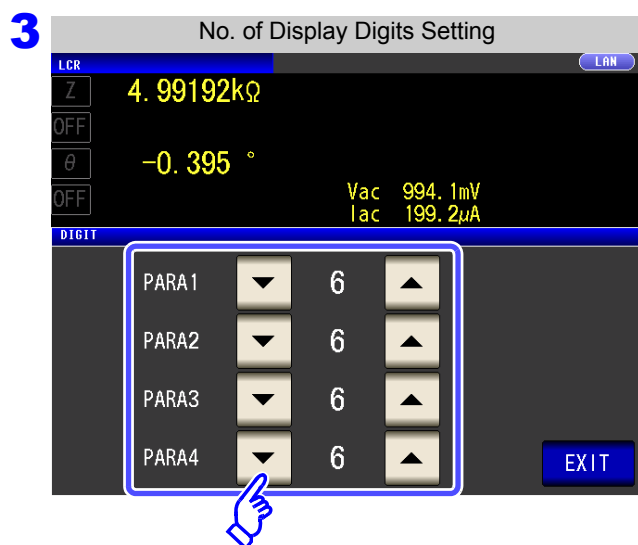 3
No. of Display Digits Setting
LCR LAN
Z 4.99192kΩ
OFF
θ -0.395 °
OFF Vac 994.1mV
Iac 199.2μA
DIGIT
PARA1 6
PARA2 6
PARA3 6
PARA4 6
EXIT